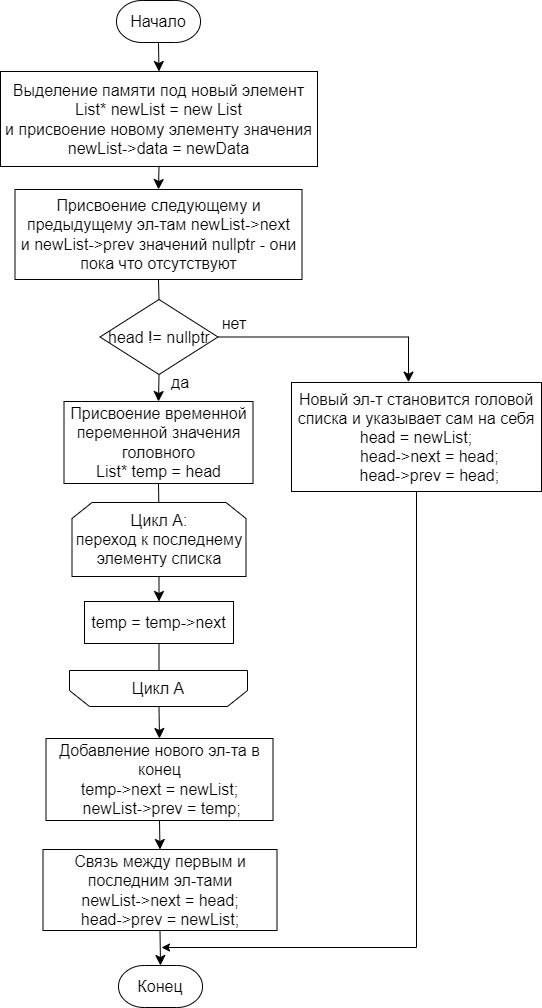 Начало
Выделение памяти под новый элемент
List* newList = new List
и присвоение новому элементу значения
newList->data = newData
Присвоение следующему и
предыдущему эл-там newList->next
и newList->prev значений nullptr - они
пока что отсутствуют
head != nullptr
нет
да
Новый эл-т становится головой
списка и указывает сам на себя
head = newList;
head->next = head;
head->prev = head;
Присвоение временной
переменной значения
головного
List* temp = head
Цикл А:
переход к последнему
элементу списка
temp = temp->next
Цикл А
Добавление нового эл-та в
конец
temp->next = newList;
newList->prev = temp;
Связь между первым и
последним эл-тами
newList->next = head;
head->prev = newList;
Конец